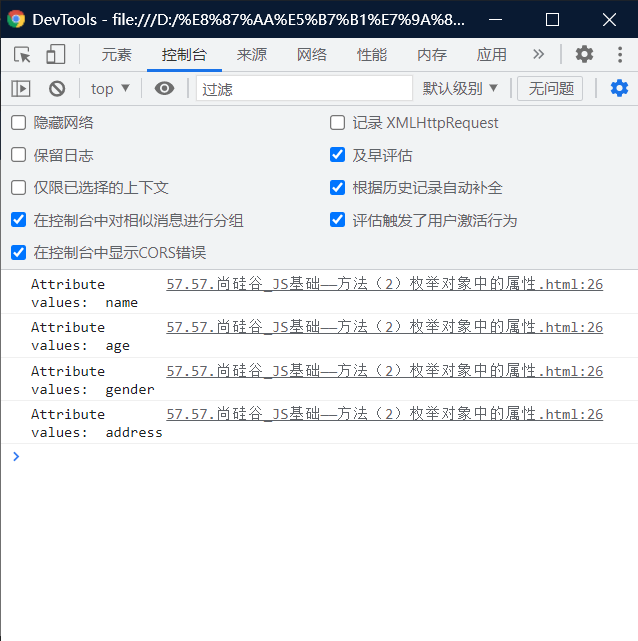 DevTools - file:///D:/%E8%87%AA%E5%B7%B1%E7%9A%8...
元素 控制台 来源 网络 性能 内存 应用 »
top ▼ 过滤 默认级别 ▼ 无问题
隐藏网络 记录 XMLHttpRequest
保留日志 及早评估
仅限已选择的上下文 根据历史记录自动补全
在控制台中对相似消息进行分组 评估触发了用户激活行为
在控制台中显示CORS错误
Attribute 57.57.尚硅谷_JS基础——方法（2）枚举对象中的属性.html:26
values: name
Attribute 57.57.尚硅谷_JS基础——方法（2）枚举对象中的属性.html:26
values: age
Attribute 57.57.尚硅谷_JS基础——方法（2）枚举对象中的属性.html:26
values: gender
Attribute 57.57.尚硅谷_JS基础——方法（2）枚举对象中的属性.html:26
values: address
>